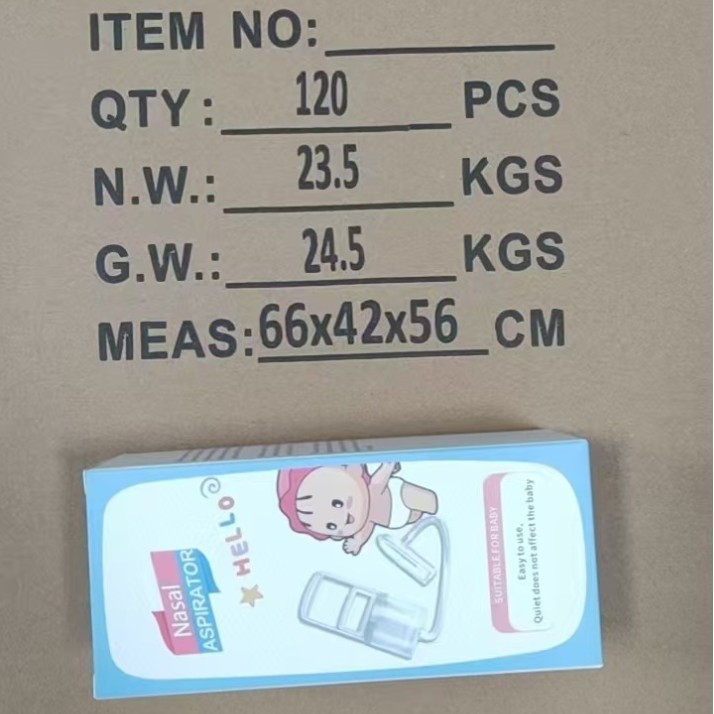 ITEM NO:
QTY: 120 PCS
N.W.: 23.5 KGS
G.W.: 24.5 KGS
MEAS: 66x42x56 CM
Nasal
ASPIRATOR
HELLO
SUITABLE FOR BABY
Easy to use,
Quiet does not affect the baby